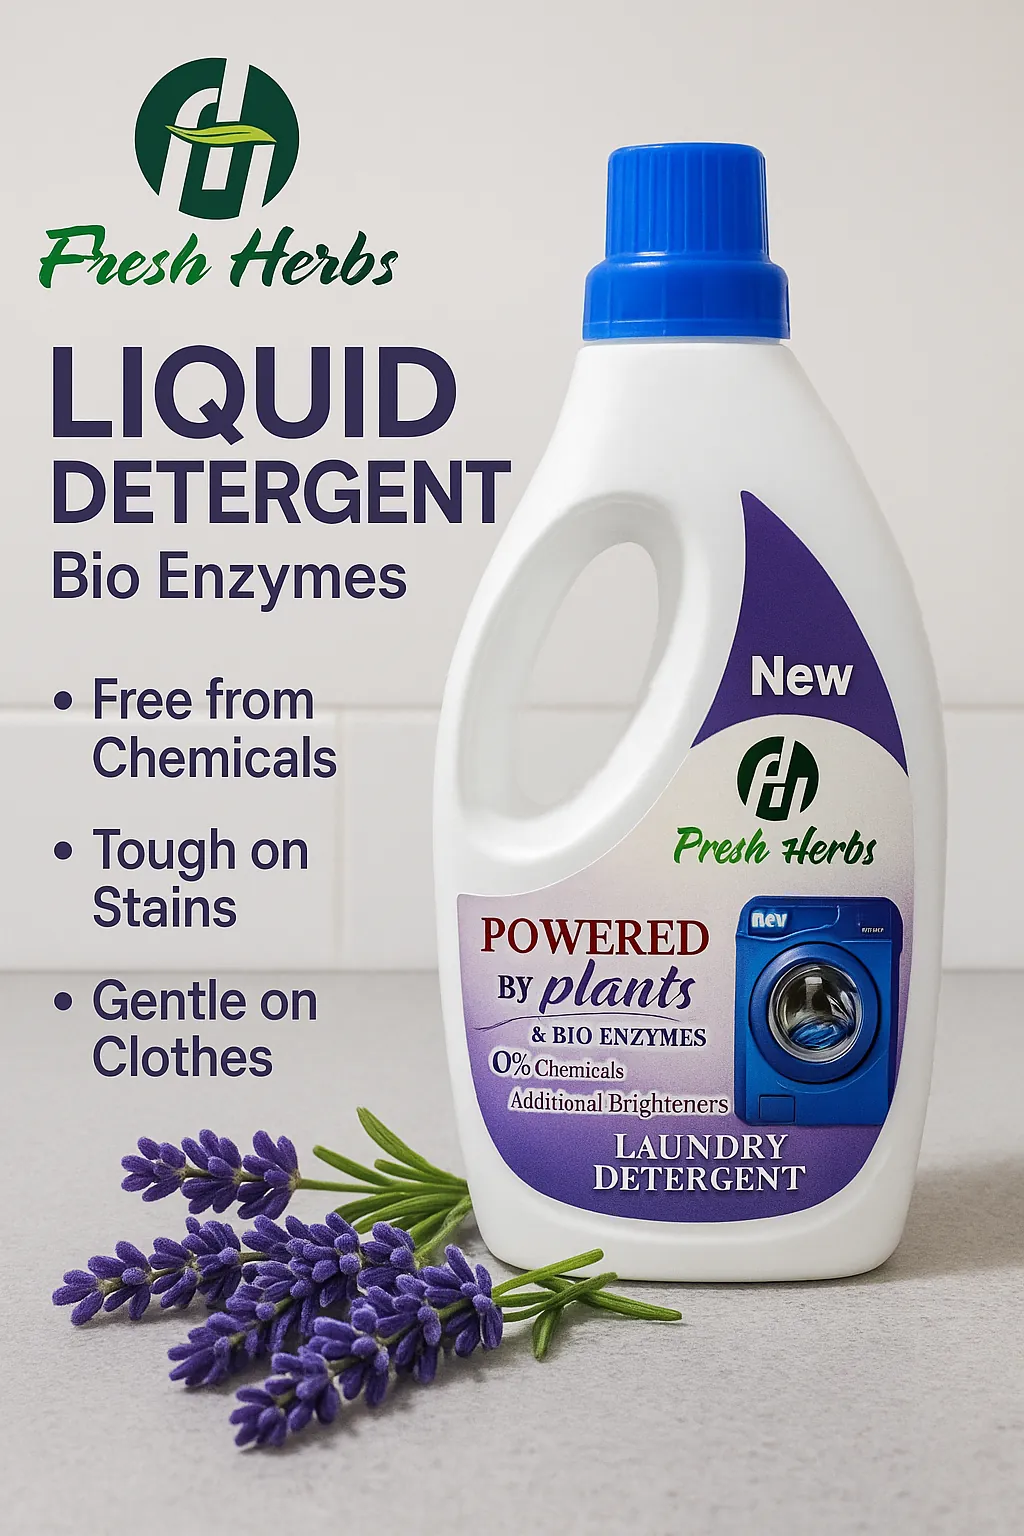 Fresh Herbs
LIQUID
DETERGENT
Bio Enzymes
• Free from
Chemicals
• Tough on
Stains
• Gentle on
Clothes
New
Presh Herbs
nev
POWERED
BY plants
& BIO ENZYMES
0% Chemicals
Additional Brighteners
LAUNDRY
DETERGENT